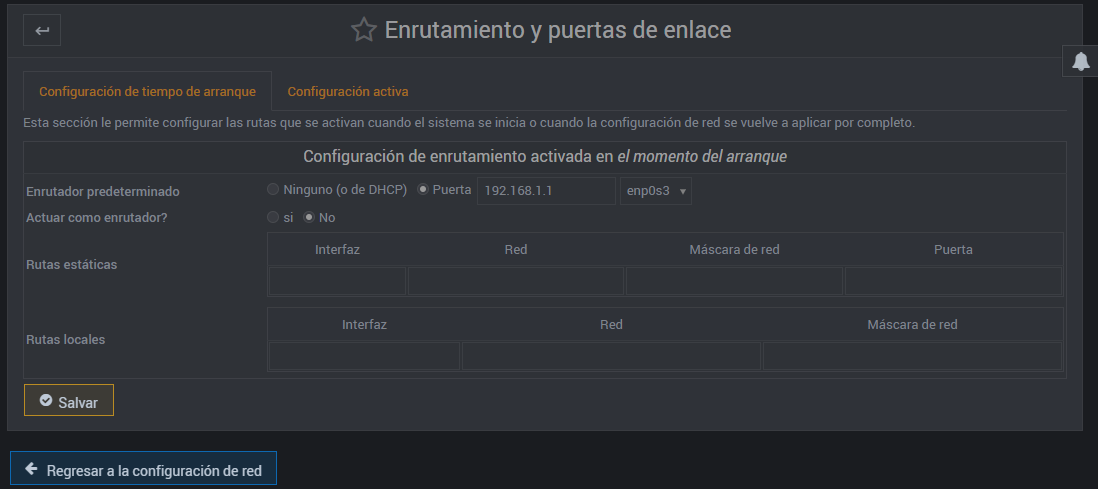 Enrutamiento y puertas de enlace
Configuración de tiempo de arranque
Configuración activa
Esta sección le permite configurar las rutas que se activan cuando el sistema se inicia o cuando la configuración de red se vuelve a aplicar por completo.
Configuración de enrutamiento activada en el momento del arranque
Enrutador predeterminado Ninguno (o de DHCP) Puerta 192.168.1.1 enp0s3
Actuar como enrutador? si No
Rutas estáticas
Interfaz Red Máscara de red Puerta
Rutas locales
Interfaz Red Máscara de red
Salvar
Regresar a la configuración de red